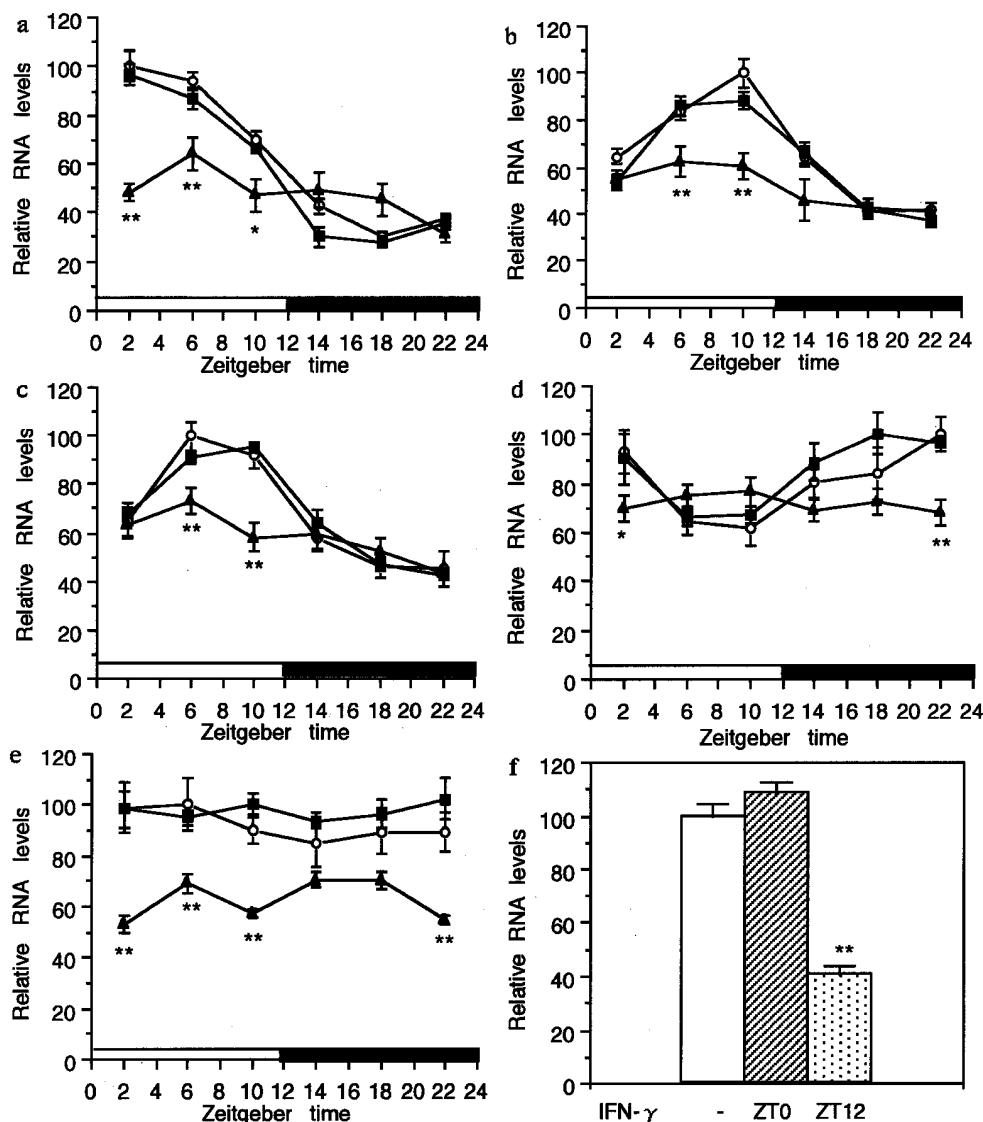 a
120
100
80
60
40
20
0
Relative RNA levels
** ** *
0 2 4 6 8 10 12 14 16 18 20 22 24
Zeitgeber time
b
120
100
80
60
40
20
0
Relative RNA levels
** **
0 2 4 6 8 10 12 14 16 18 20 22 24
Zeitgeber time
c
120
100
80
60
40
20
0
Relative RNA levels
** **
0 2 4 6 8 10 12 14 16 18 20 22 24
Zeitgeber time
d
120
100
80
60
40
20
0
Relative RNA levels
* **
0 2 4 6 8 10 12 14 16 18 20 22 24
Zeitgeber time
e
120
100
80
60
40
20
0
Relative RNA levels
** ** ** **
0 2 4 6 8 10 12 14 16 18 20 22 24
Zeitgeber time
f
120
100
80
60
40
20
0
Relative RNA levels
**
IFN-γ - ZT0 ZT12